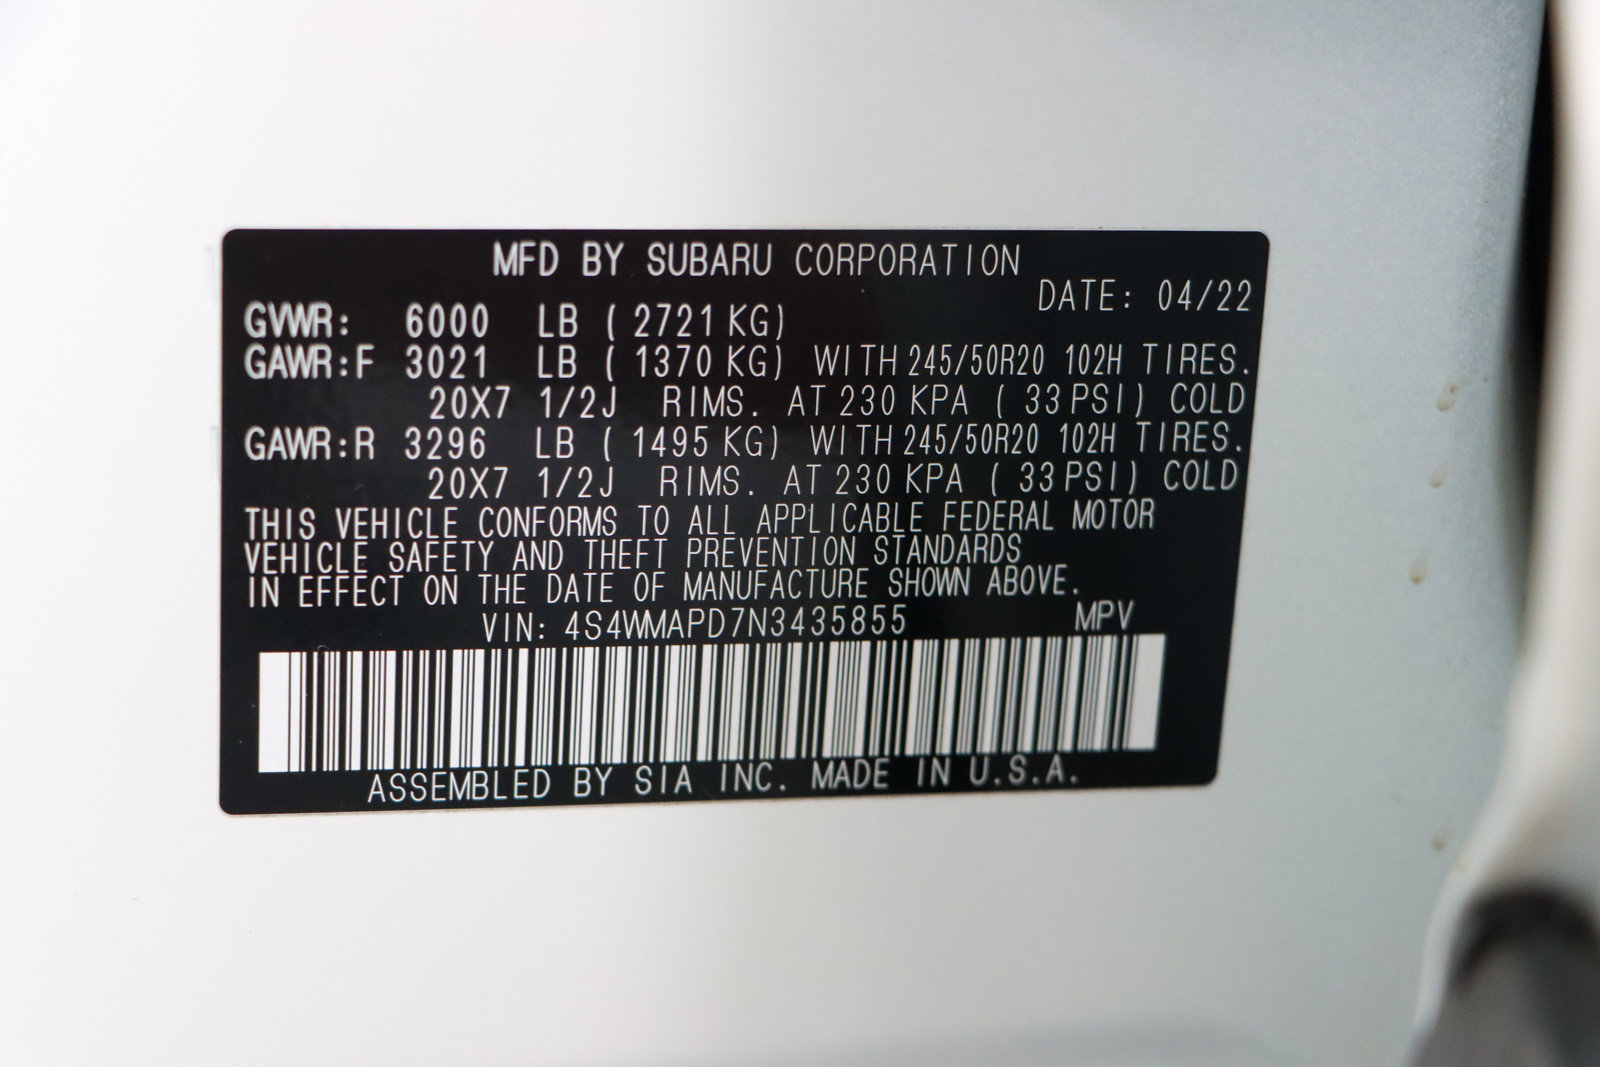 MFD BY SUBARU CORPORATION
DATE: 04/22
GVWR: 6000 LB ( 2721 KG)
GAWR:F 3021 LB ( 1370 KG) WITH 245/50R20 102H TIRES.
20X7 1/2J RIMS. AT 230 KPA ( 33 PSI) COLD
GAWR:R 3296 LB ( 1495 KG) WITH 245/50R20 102H TIRES.
20X7 1/2J RIMS. AT 230 KPA ( 33 PSI) COLD
THIS VEHICLE CONFORMS TO ALL APPLICABLE FEDERAL MOTOR
VEHICLE SAFETY AND THEFT PREVENTION STANDARDS
IN EFFECT ON THE DATE OF MANUFACTURE SHOWN ABOVE.
VIN: 4S4WMAPD7N3435855 MPV
ASSEMBLED BY SIA INC. MADE IN U.S.A.